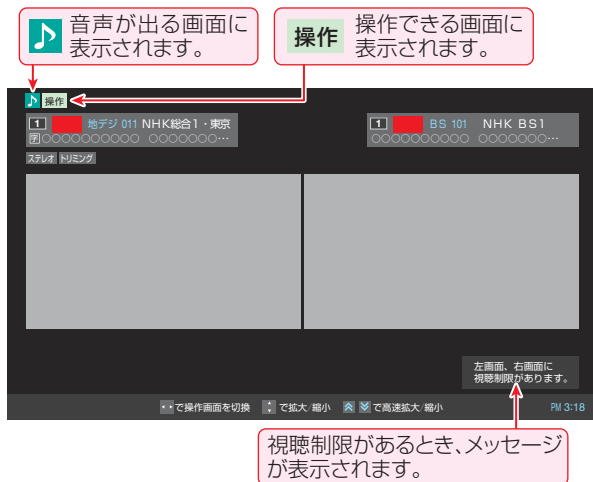 ♪ 音声が出る画面に
表示されます。
操作 操作できる画面に
表示されます。
♪ 操作
1 地デジ 011 NHK総合1・東京
字○○○○○○○○○○ ○○○○○○○…
ステレオ トリミング
1 BS 101 NHK BS1
○○○○○○○○○○ ○○○○○○○…
左画面、右画面に
視聴制限があります。
で操作画面を切換 で拡大/縮小 で高速拡大/縮小 PM 3:18
視聴制限があるとき、メッセージ
が表示されます。